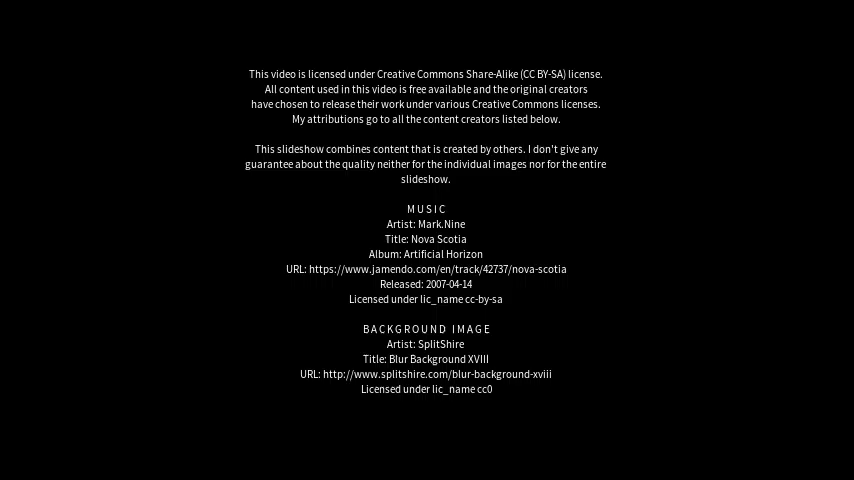 This video is licensed under Creative Commons Share-Alike (CC BY-SA) license.
All content used in this video is free available and the original creators
have chosen to release their work under various Creative Commons licenses.
My attributions go to all the content creators listed below.
This slideshow combines content that is created by others. I don't give any
guarantee about the quality neither for the individual images nor for the entire
slideshow.
MUSIC
Artist: Mark.Nine
Title: Nova Scotia
Album: Artificial Horizon
URL: https://www.jamendo.com/en/track/42737/nova-scotia
Released: 2007-04-14
Licensed under lic_name cc-by-sa
BACKGROUND IMAGE
Artist: SplitShire
Title: Blur Background XVIII
URL: http://www.splitshire.com/blur-background-xviii
Licensed under lic_name cc0